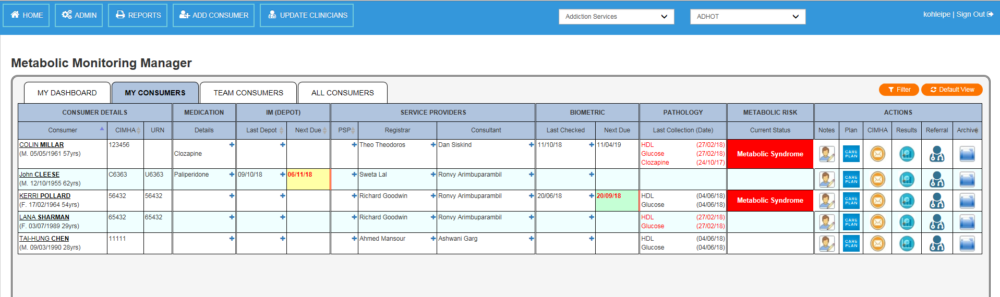 HOME ADMIN REPORTS ADD CONSUMER UPDATE CLINICIANS Addiction Services ADHOT kohleipe | Sign Out
Metabolic Monitoring Manager
MY DASHBOARD MY CONSUMERS TEAM CONSUMERS ALL CONSUMERS Filter Default View
CONSUMER DETAILS MEDICATION IM (DEPOT) SERVICE PROVIDERS BIOMETRIC PATHOLOGY METABOLIC RISK ACTIONS
Consumer CIMHA URN Details Last Depot Next Due PSP Registrar Consultant Last Checked Next Due Last Collection (Date) Current Status Notes Plan CIMHA Results Referral Archive
COLIN MILLAR 123456 + + + Theo Theodoros + Dan Siskind + 11/10/18 + 11/04/19 HDL (27/02/18)
(M. 05/05/1961 57yrs) Clozapine Glucose (27/02/18) Metabolic Syndrome CARE PLAN
Clozapine (24/10/17)
John CLEESE C6363 U6363 Paliperidone + 09/10/18 + 06/11/18 + Sweta Lal Ronvy Arimbuparambil +
(M. 12/10/1955 62yrs) CARE PLAN
KERRI POLLARD 56432 56432 + + + Richard Goodwin + Ronvy Arimbuparambil + 20/06/18 + 20/09/18 HDL (04/06/18)
(F. 17/02/1964 54yrs) Glucose (04/06/18) Metabolic Syndrome CARE PLAN
LANA SHARMAN 65432 65432 + + + Richard Goodwin + Ronvy Arimbuparambil + + HDL (27/02/18)
(F. 03/07/1989 29yrs) Glucose (27/02/18) CARE PLAN
TAI-HUNG CHEN 11111 + + + Ahmed Mansour + Ashwani Garg + + HDL (04/06/18)
(M. 09/03/1990 28yrs) Glucose (04/06/18) CARE PLAN